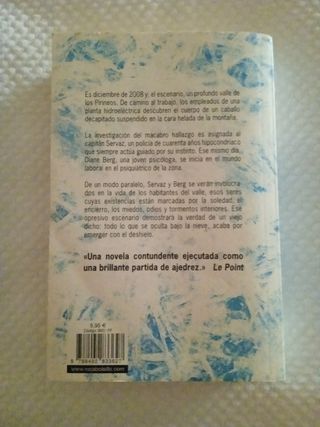 Es diciembre de 2008 y, el escenario, un profundo valle de
los Pirineos. De camino al trabajo, los empleados de una
planta hidroeléctrica descubren el cuerpo de un caballo
decapitado suspendido en la cara helada de la montaña.
La investigación del macabro hallazgo es asignada al
capitán Servaz, un policía de cuarenta años hipocondríaco
que siempre actúa guiado por su instinto. Ese mismo día,
Diane Berg, una joven psicóloga, se inicia en el mundo
laboral en el psiquiátrico de la zona.
De un modo paralelo, Servaz y Berg se verán involucra-
dos en la vida de los habitantes del valle, esos seres
cuyas existencias están marcadas por la soledad, el
encierro, los miedos, odios y tormentos interiores. Ese
opresivo escenario demostrará la verdad de un viejo
dicho: todo lo que se oculta bajo la nieve, acaba por
emerger con el deshielo.
«Una novela contundente ejecutada como
una brillante partida de ajedrez.» Le Point